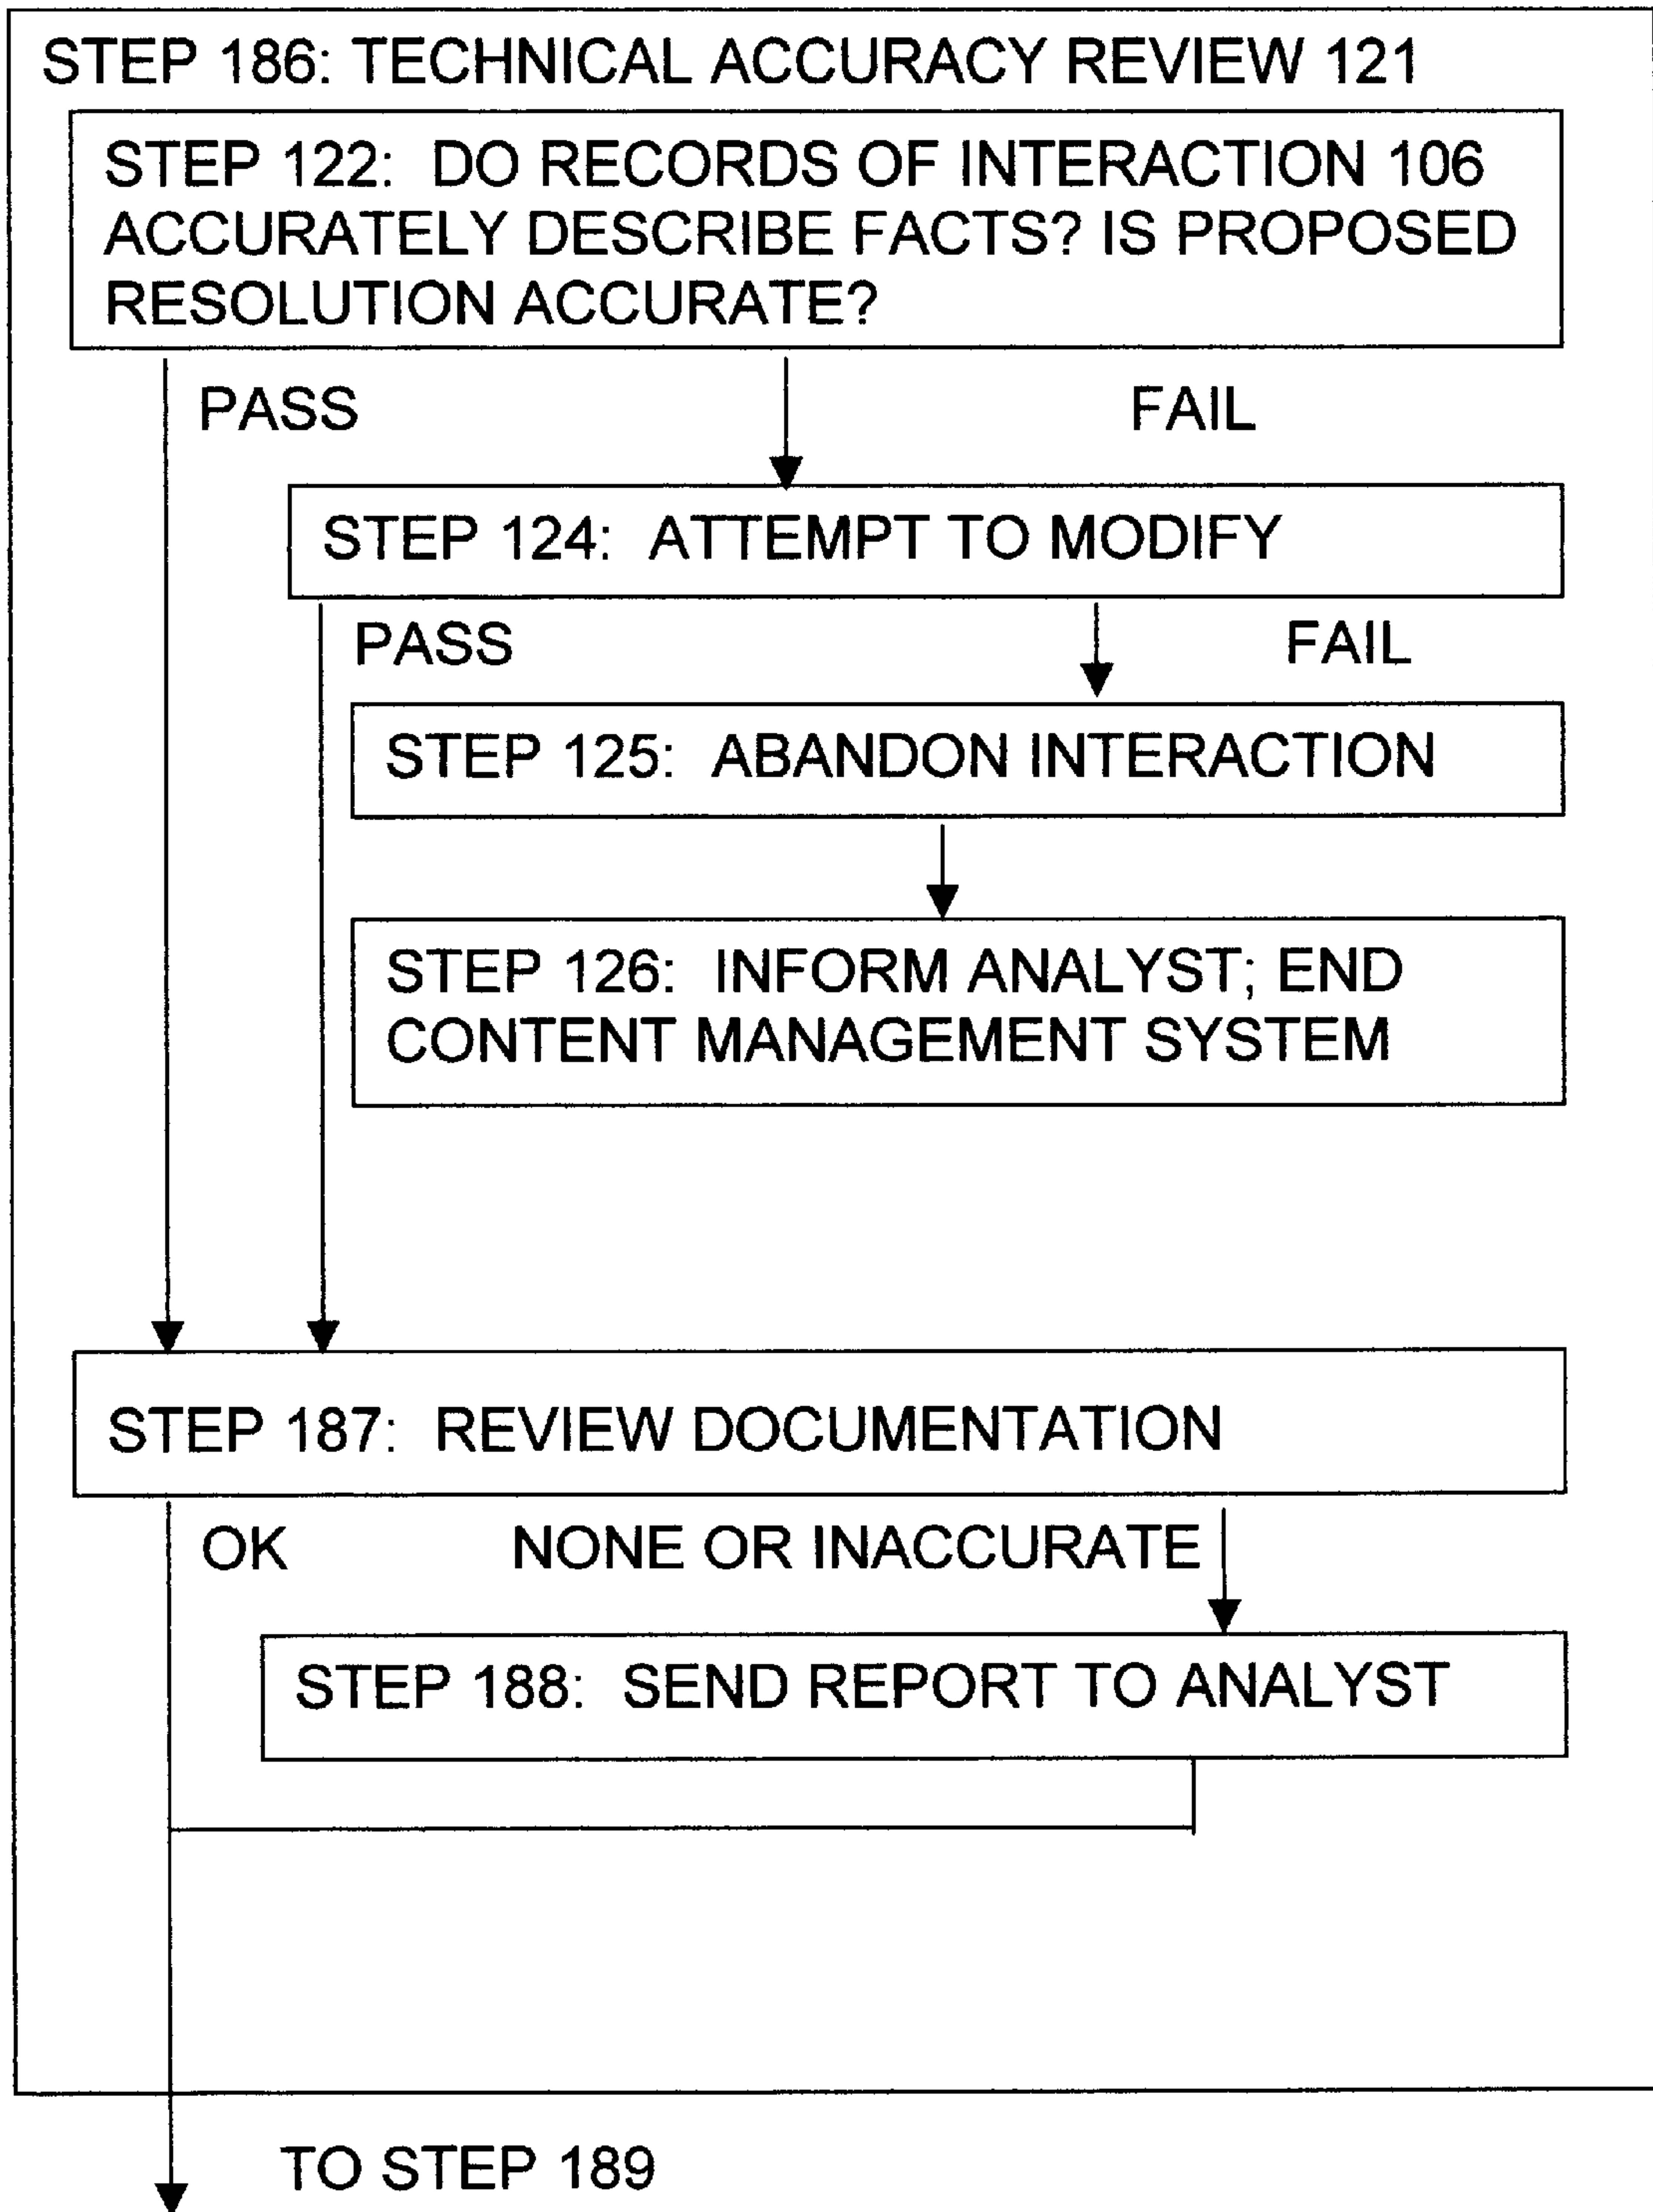 STEP 186: TECHNICAL ACCURACY REVIEW 121
STEP 122: DO RECORDS OF INTERACTION 106
ACCURATELY DESCRIBE FACTS? IS PROPOSED
RESOLUTION ACCURATE?
PASS
FAIL
STEP 124: ATTEMPT TO MODIFY
PASS
FAIL
STEP 125: ABANDON INTERACTION
STEP 126: INFORM ANALYST; END
CONTENT MANAGEMENT SYSTEM
STEP 187: REVIEW DOCUMENTATION
OK
NONE OR INACCURATE
STEP 188: SEND REPORT TO ANALYST
TO STEP 189